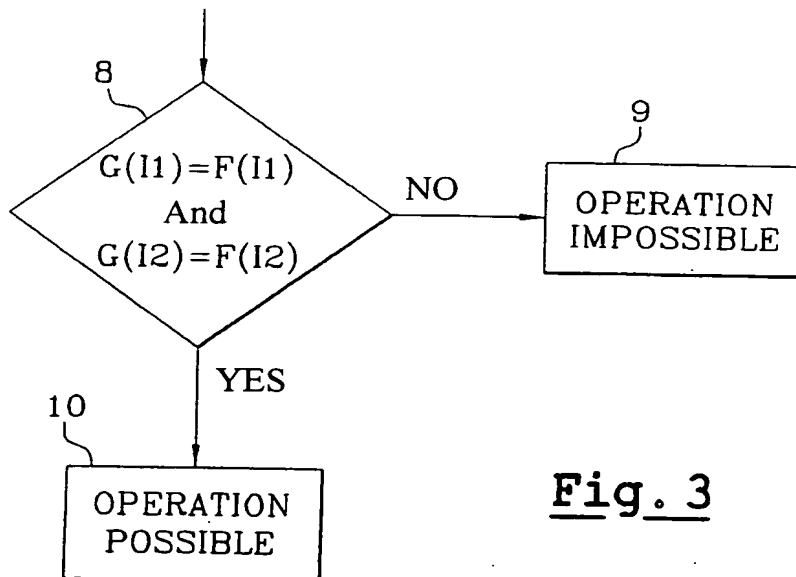 8
G(I1)=F(I1)
And
G(I2)=F(I2)
NO
9
OPERATION
IMPOSSIBLE
YES
10
OPERATION
POSSIBLE
Fig. 3